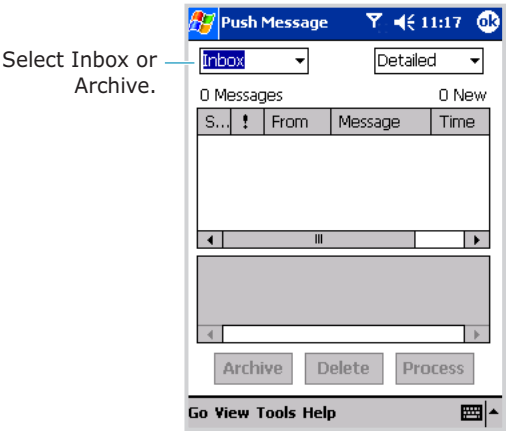 Push Message 11:17 ok
Select Inbox or
Archive.
Inbox Detailed
0 Messages 0 New
S... ! From Message Time
Archive Delete Process
Go View Tools Help